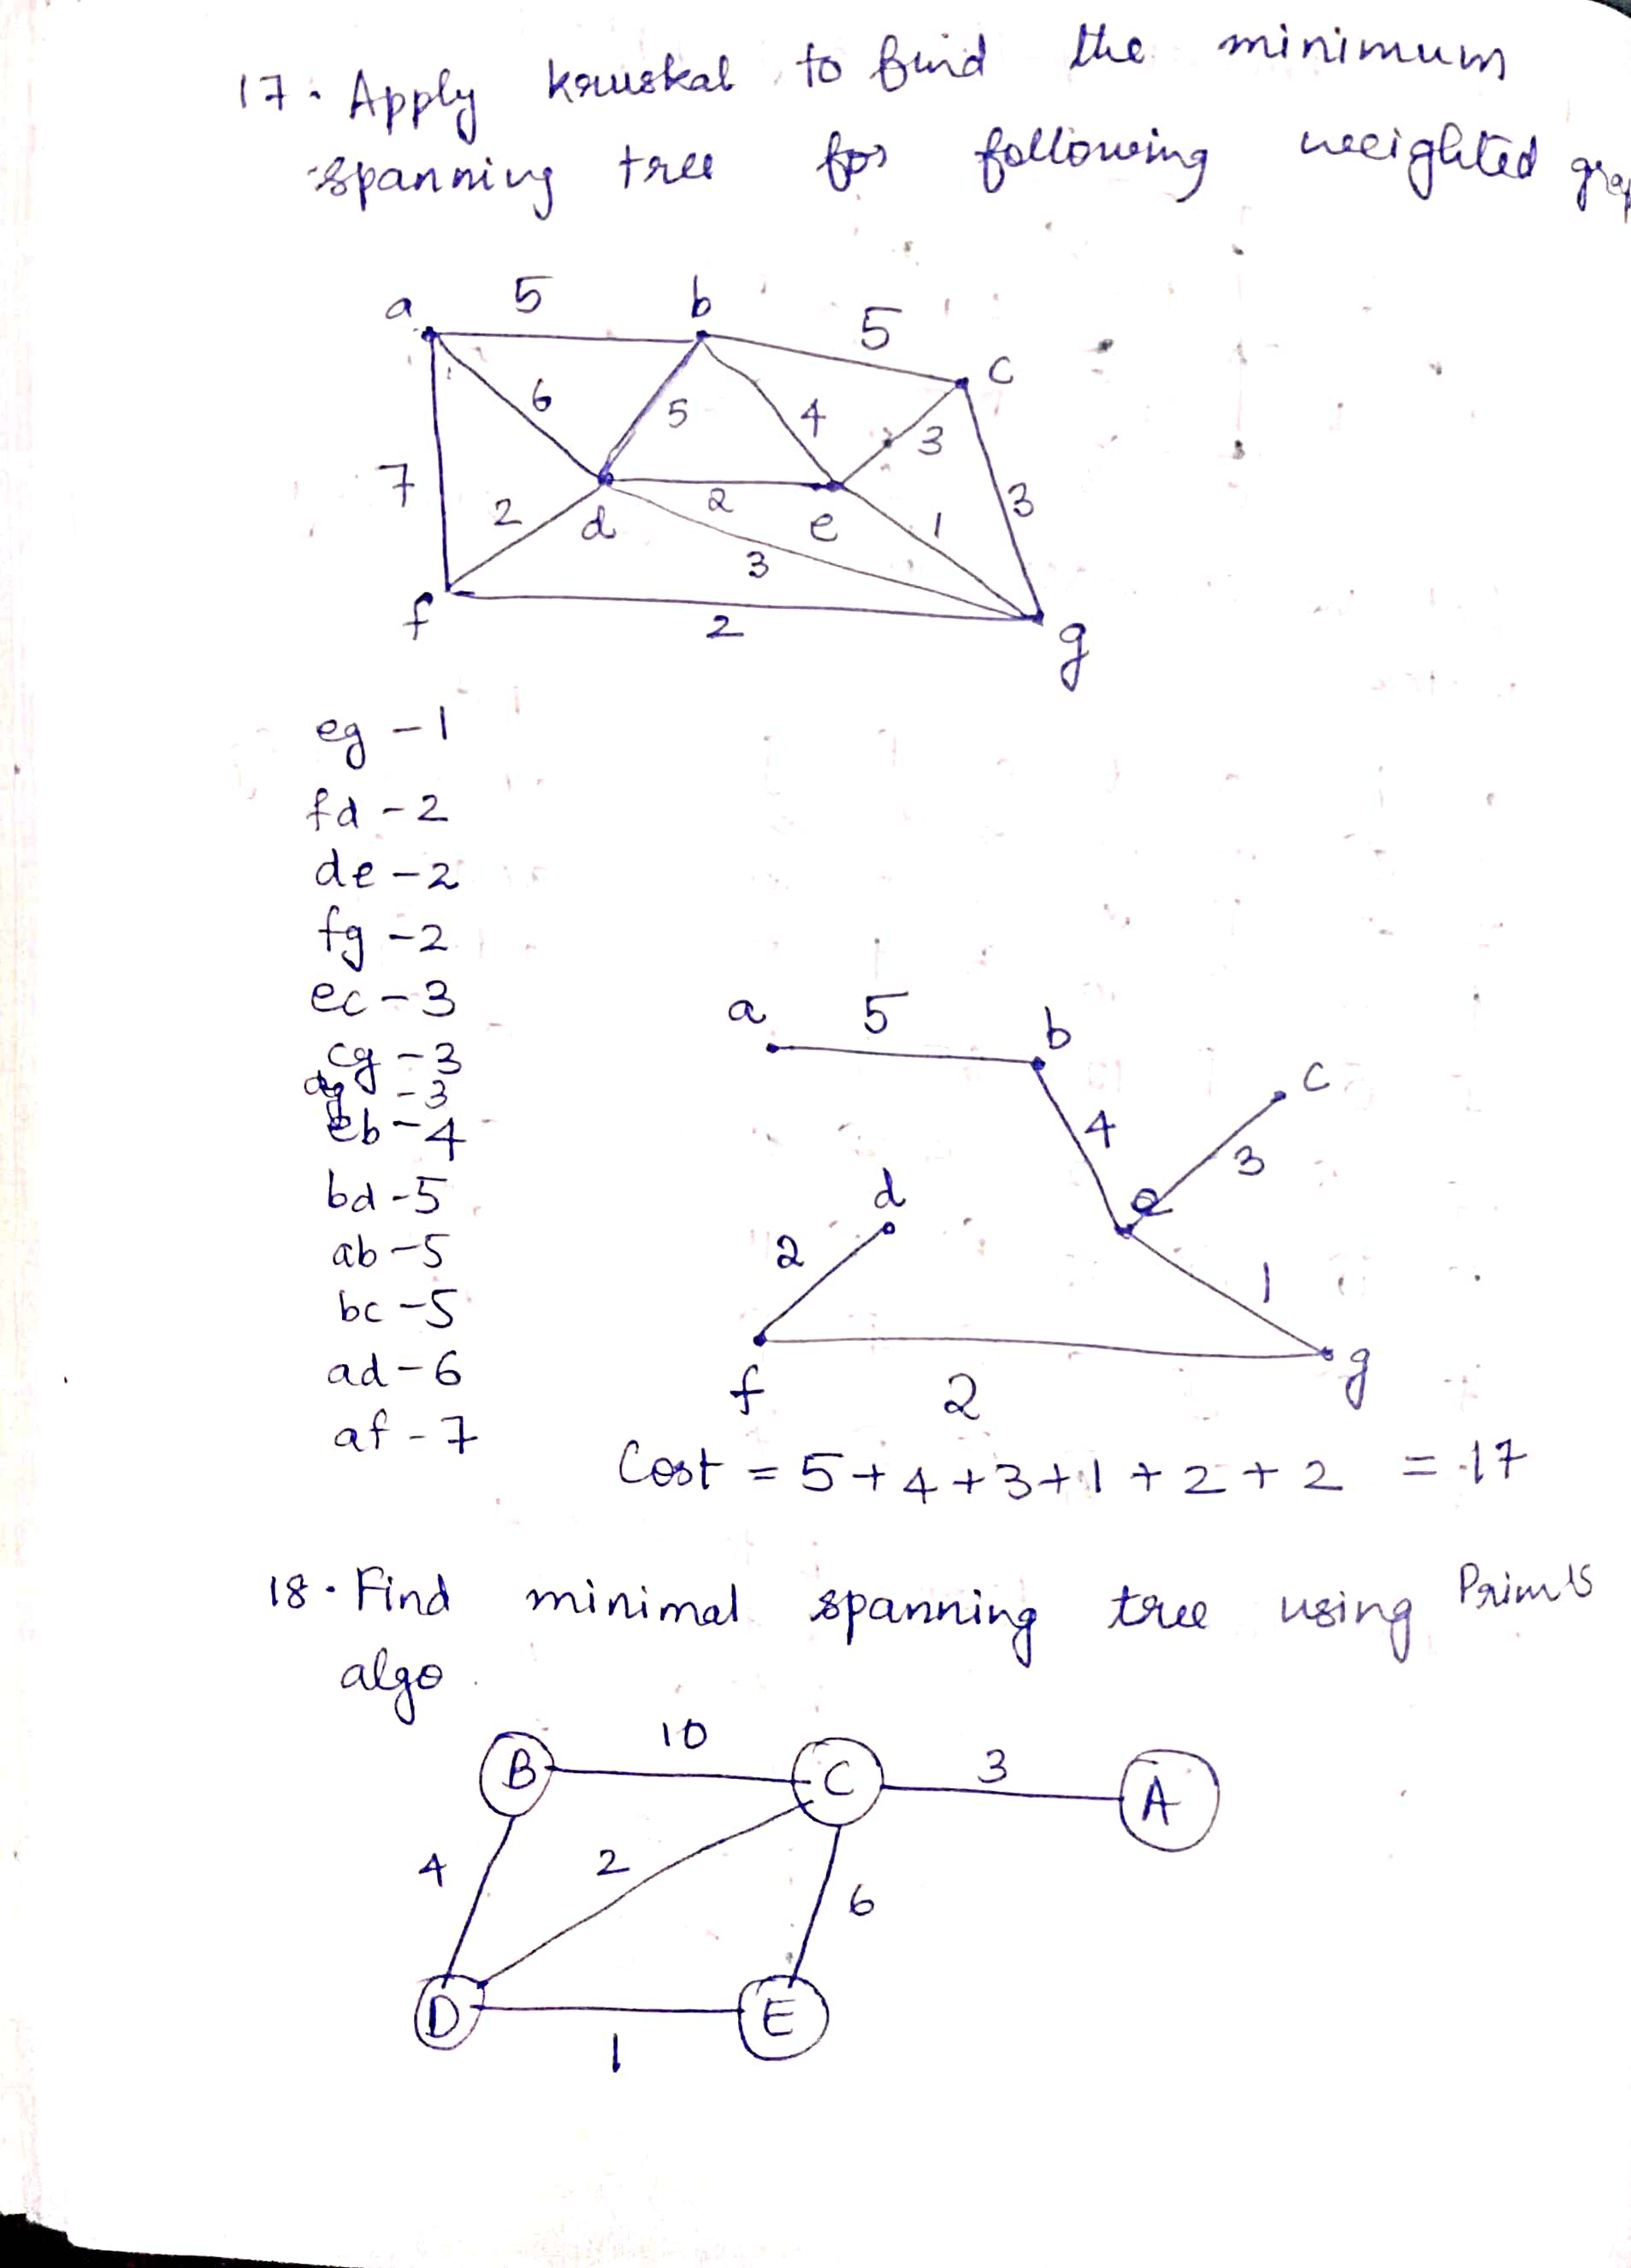 17. Apply kruskal to find the minimum
spanning tree for following weighted
a 5 b 5 c
6 5 4 3
7 2 d 2 e 1 3
3
f 2 g
eg - 1
fd - 2
de - 2
fg - 2
ec - 3
cg - 3
dg - 3
eb - 4
bd - 5
ab - 5
bc - 5
ad - 6
af - 7
a 5 b
c
4 3
d e
2 1
f 2 g
Cost = 5 + 4 + 3 + 1 + 2 + 2 = 17
18. Find minimal spanning tree using Prim's
algo
10 3
B C A
4 2 6
D E
1